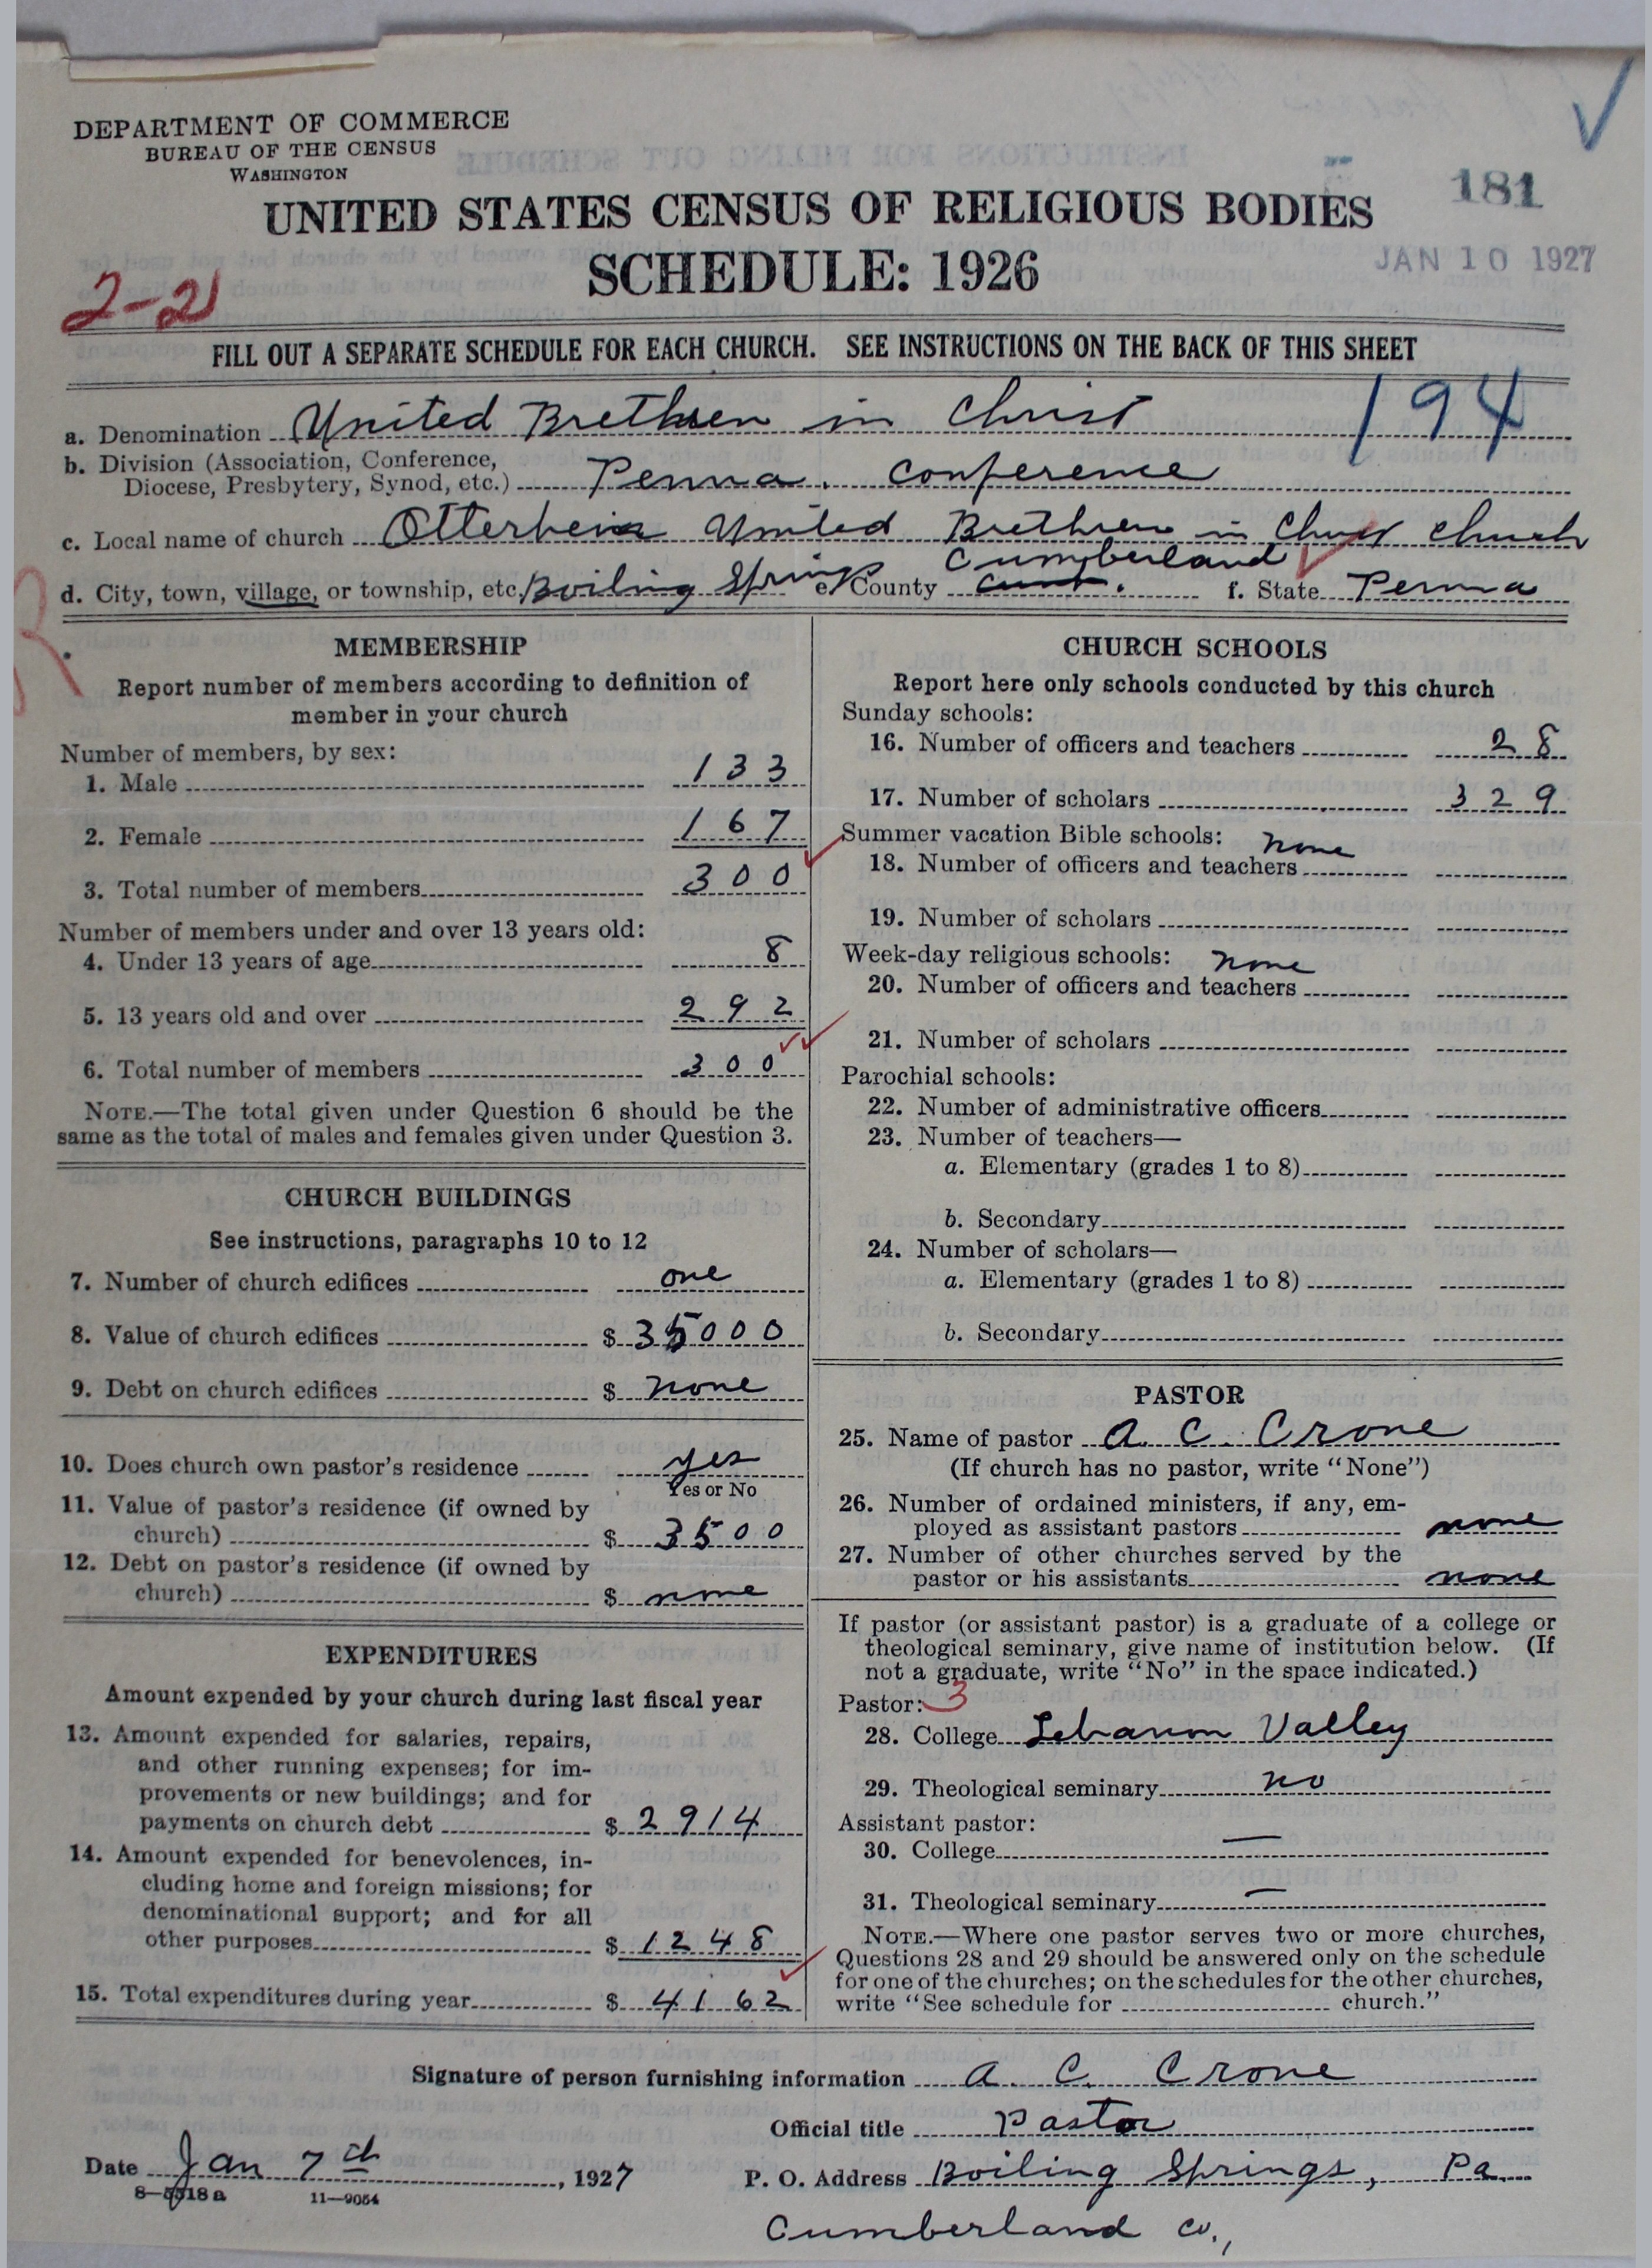 DEPARTMENT OF COMMERCE
BUREAU OF THE CENSUS
WASHINGTON
181
UNITED STATES CENSUS OF RELIGIOUS BODIES
SCHEDULE: 1926
JAN 10 1927
2-21
FILL OUT A SEPARATE SCHEDULE FOR EACH CHURCH. SEE INSTRUCTIONS ON THE BACK OF THIS SHEET
a. Denomination United Brethren in Christ 194
b. Division (Association, Conference,
Diocese, Presbytery, Synod, etc.) Penna. Conference
c. Local name of church Otterbein United Brethren in Christ Church
Cumberland
d. City, town, village, or township, etc. Boiling Springs e. County Cumb. f. State Penna
MEMBERSHIP
Report number of members according to definition of
member in your church
Number of members, by sex:
1. Male 133
2. Female 167
3. Total number of members 300
Number of members under and over 13 years old:
4. Under 13 years of age 8
5. 13 years old and over 292
6. Total number of members 300
NOTE.—The total given under Question 6 should be the
same as the total of males and females given under Question 3.
CHURCH BUILDINGS
See instructions, paragraphs 10 to 12
7. Number of church edifices one
8. Value of church edifices $ 35000
9. Debt on church edifices $ none
10. Does church own pastor's residence yes
Yes or No
11. Value of pastor's residence (if owned by
church) $ 3500
12. Debt on pastor's residence (if owned by
church) $ none
EXPENDITURES
Amount expended by your church during last fiscal year
13. Amount expended for salaries, repairs,
and other running expenses; for im-
provements or new buildings; and for
payments on church debt $ 2914
14. Amount expended for benevolences, in-
cluding home and foreign missions; for
denominational support; and for all
other purposes $ 1248
15. Total expenditures during year $ 4162
CHURCH SCHOOLS
Report here only schools conducted by this church
Sunday schools:
16. Number of officers and teachers 28
17. Number of scholars 329
Summer vacation Bible schools: none
18. Number of officers and teachers
19. Number of scholars
Week-day religious schools: none
20. Number of officers and teachers
21. Number of scholars
Parochial schools:
22. Number of administrative officers
23. Number of teachers—
a. Elementary (grades 1 to 8)
b. Secondary
24. Number of scholars—
a. Elementary (grades 1 to 8)
b. Secondary
PASTOR
25. Name of pastor A. C. Crone
(If church has no pastor, write "None")
26. Number of ordained ministers, if any, em-
ployed as assistant pastors none
27. Number of other churches served by the
pastor or his assistants none
If pastor (or assistant pastor) is a graduate of a college or
theological seminary, give name of institution below. (If
not a graduate, write "No" in the space indicated.)
Pastor: 3
28. College Lebanon Valley
29. Theological seminary no
Assistant pastor:
30. College —
31. Theological seminary —
NOTE.—Where one pastor serves two or more churches,
Questions 28 and 29 should be answered only on the schedule
for one of the churches; on the schedules for the other churches,
write "See schedule for church."
Signature of person furnishing information A. C. Crone
Official title Pastor
Date Jan 7th, 1927 P. O. Address Boiling Springs, Pa.
8—5518a 11—9054
Cumberland Co.,